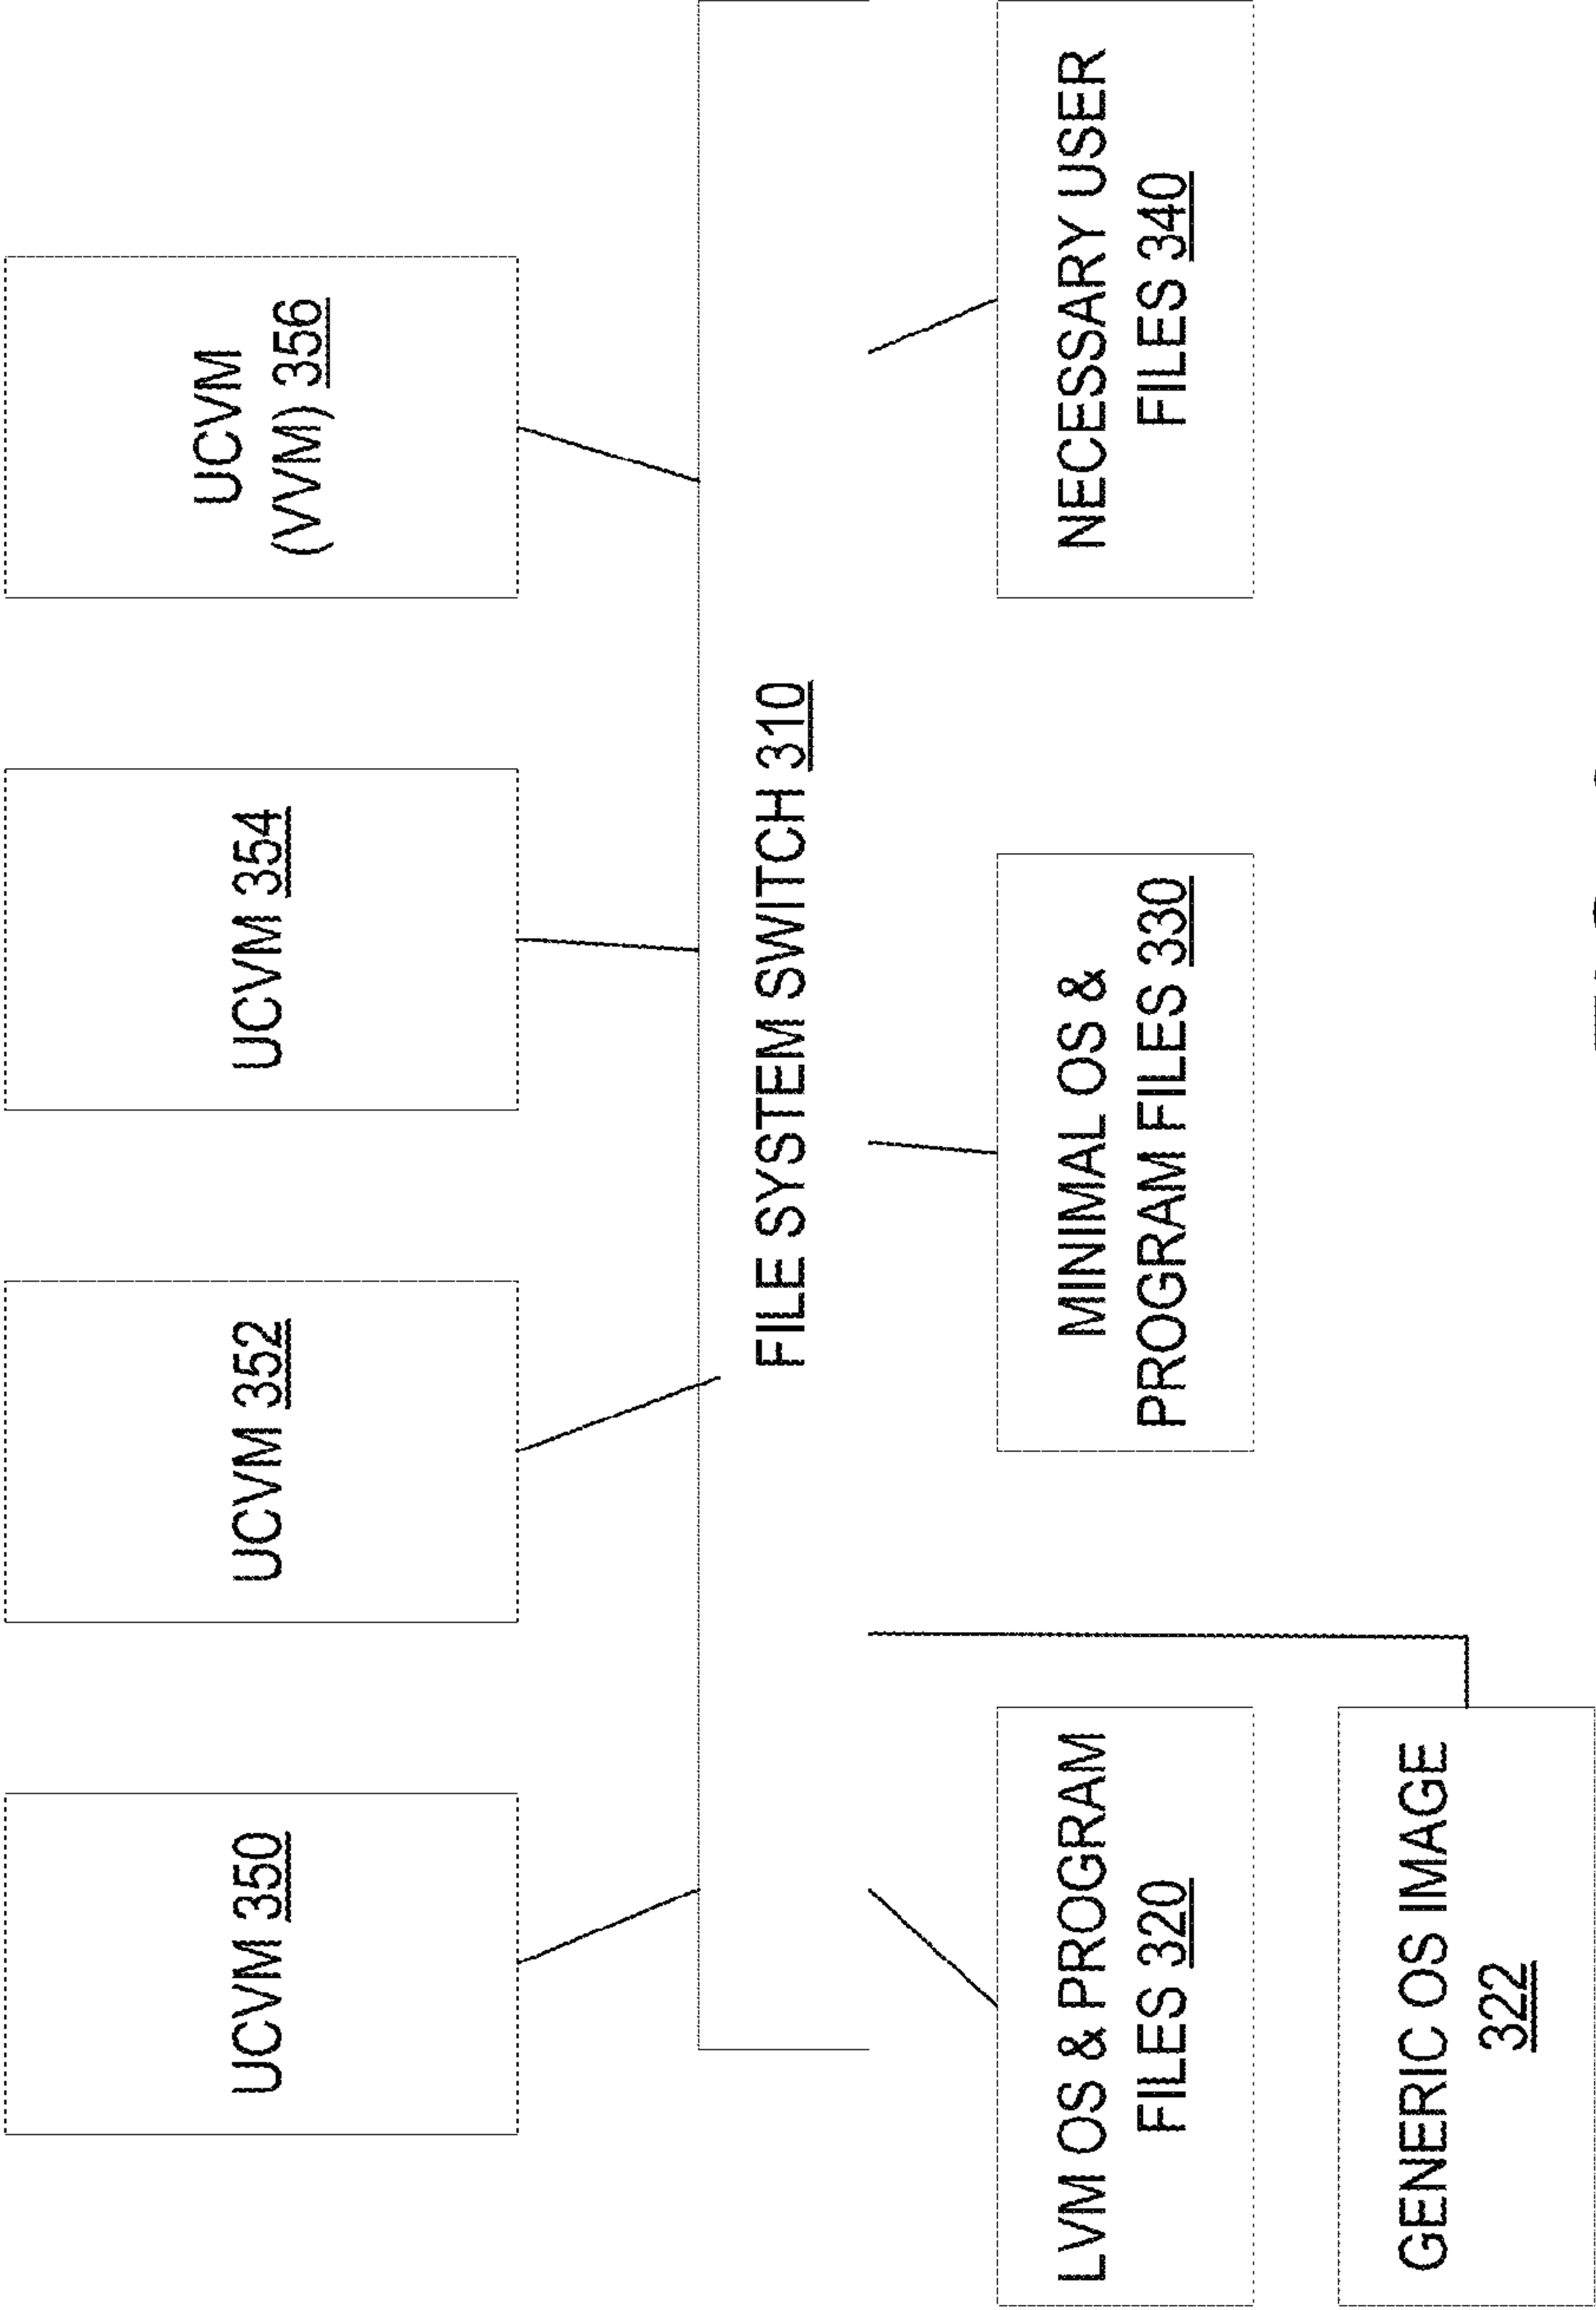 UCVM 350
UCVM 352
UCVM 354
UCVM
(VVM) 356
FILE SYSTEM SWITCH 310
LVM OS & PROGRAM
FILES 320
MINIMAL OS &
PROGRAM FILES 330
NECESSARY USER
FILES 340
GENERIC OS IMAGE
322